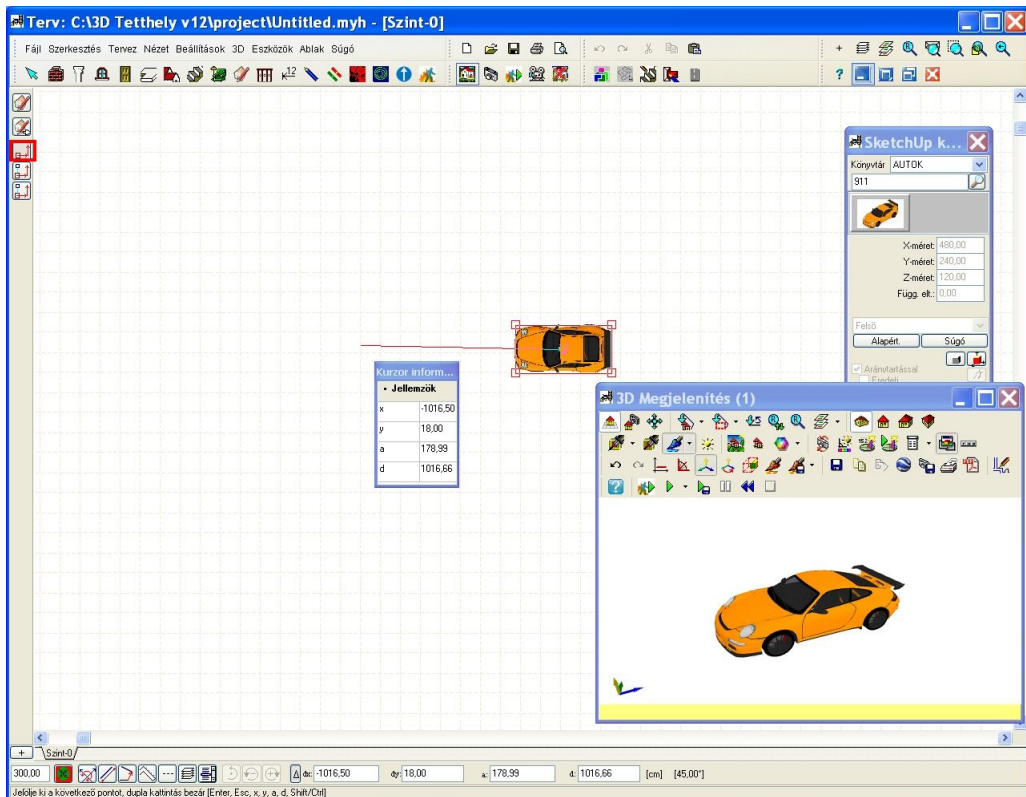 Terv: C:\3D Tetthely v12\project\Untitled.myh - [Szint-0]
Fájl Szerkesztés Tervez Nézet Beállítások 3D Eszközök Ablak Súgó
SketchUp k...
Könyvtár AUTOK
911
X-méret: 480,00
Y-méret: 240,00
Z-méret: 120,00
Függ. elt.: 0,00
Felső
Alapért. Súgó
Aránytartással
Eredeti
Kurzor inform...
• Jellemzők
x -1016,50
y 18,00
a 178,99
d 1016,66
3D Megjelenítés (1)
+ Szint-0
300,00 Δ dx: -1016,50 dy: 18,00 a: 178,99 d: 1016,66 [cm] [45,00°]
Jelölje ki a következő pontot, dupla kattintás bezár [Enter, Esc, x, y, a, d, Shift/Ctrl]